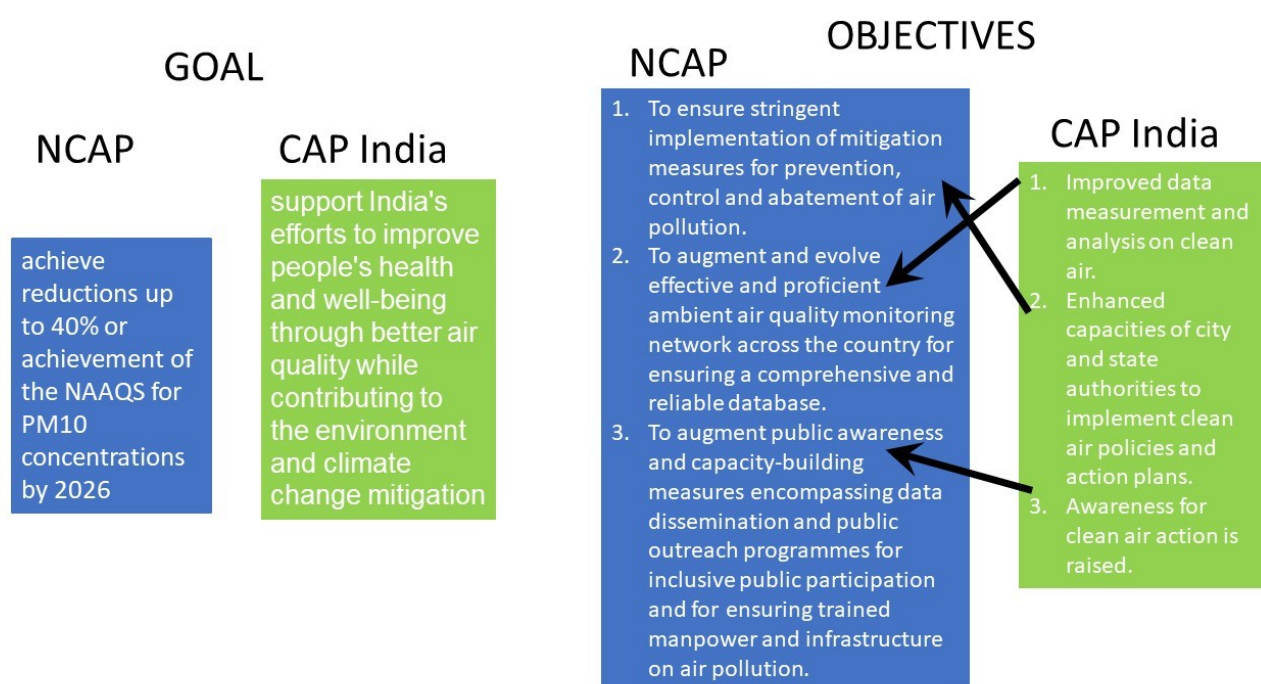 GOAL
NCAP
achieve
reductions up
to 40% or
achievement of
the NAAQS for
PM10
concentrations
by 2026
CAP India
support India's
efforts to improve
people's health
and well-being
through better air
quality while
contributing to
the environment
and climate
change mitigation
OBJECTIVES
NCAP
1. To ensure stringent
implementation of mitigation
measures for prevention,
control and abatement of air
pollution.
2. To augment and evolve
effective and proficient
ambient air quality monitoring
network across the country for
ensuring a comprehensive and
reliable database.
3. To augment public awareness
and capacity-building
measures encompassing data
dissemination and public
outreach programmes for
inclusive public participation
and for ensuring trained
manpower and infrastructure
on air pollution.
CAP India
1. Improved data
measurement and
analysis on clean
air.
2. Enhanced
capacities of city
and state
authorities to
implement clean
air policies and
action plans.
3. Awareness for
clean air action is
raised.